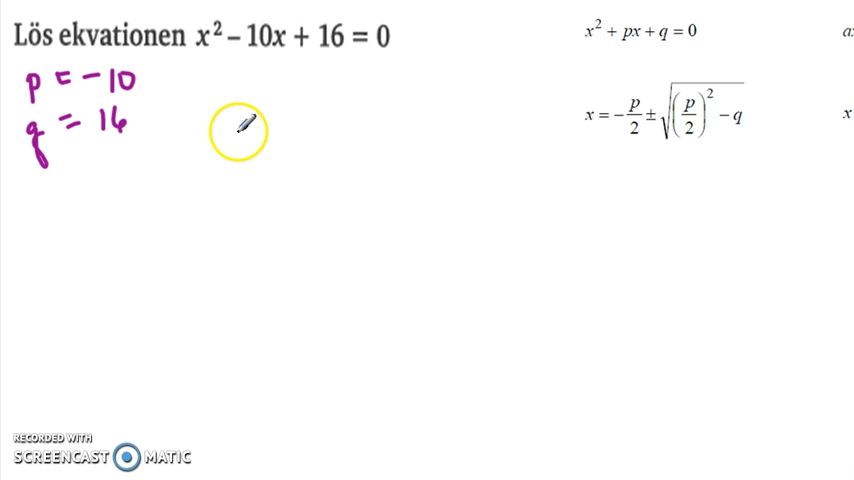 Lös ekvationen x² – 10x + 16 = 0
p = -10
q = 16
x² + px + q = 0
x = -p/2 ± √((p/2)² - q)
a:
x
RECORDED WITH
SCREENCAST MATIC